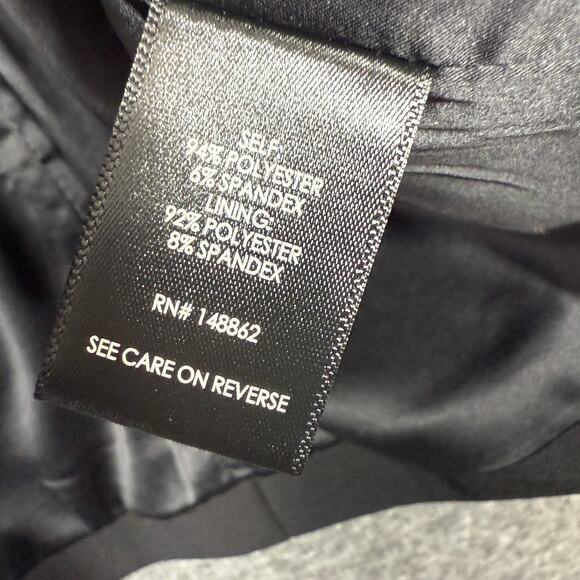 SELF:
94% POLYESTER
6% SPANDEX
LINING:
92% POLYESTER
8% SPANDEX
RN# 148862
SEE CARE ON REVERSE